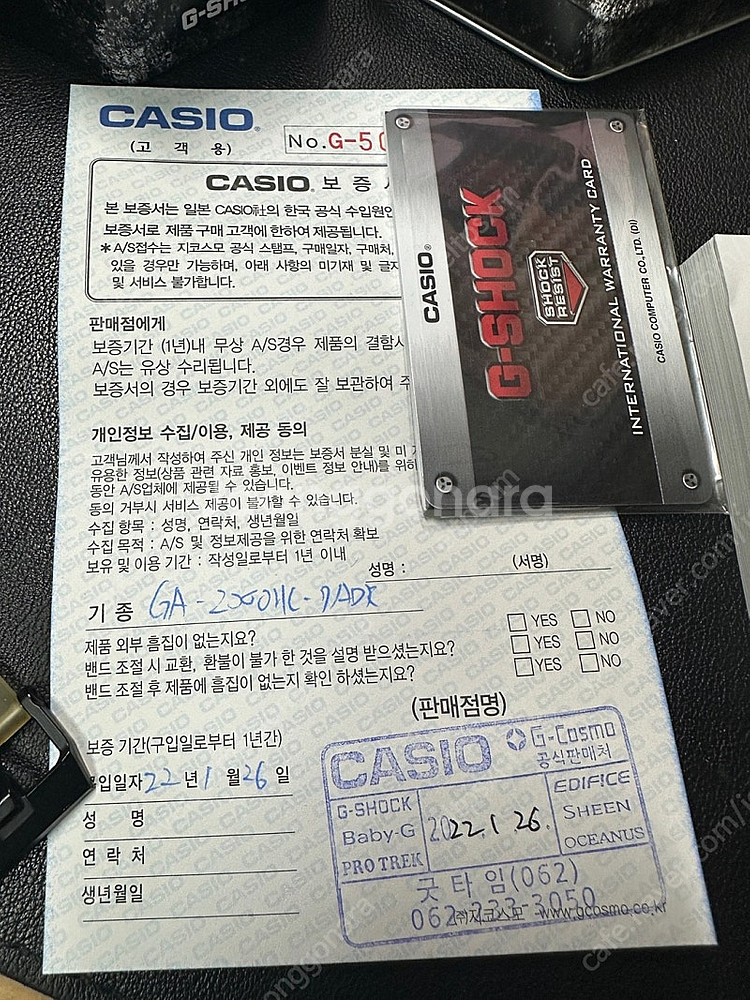 G-SHO
CASIO
(고 객 용)
No.G-50
CASIO 보 증
본 보증서는 일본 CASIO社의 한국 공식 수입원인
보증서로 제품 구매 고객에 한하여 제공됩니다.
*A/S접수는 지코스모 공식 스탬프, 구매일자, 구매처,
있을 경우만 가능하며, 아래 사항의 미기재 및 글자
및 서비스 불가합니다.
판매점에게
보증기간 (1년)내 무상 A/S경우 제품의 결함시
A/S는 유상 수리됩니다.
보증서의 경우 보증기간 외에도 잘 보관하여 주
개인정보 수집/이용, 제공 동의
고객님께서 작성하여 주신 개인 정보는 보증서 분실 및 미
유용한 정보(상품 관련 자료 홍보, 이벤트 정보 안내)를 위하
동안 A/S업체에 제공될 수 있습니다.
동의 거부시 서비스 제공이 불가할 수 있습니다.
수집 항목 : 성명, 연락처, 생년월일
수집 목적 : A/S 및 정보제공을 위한 연락처 확보
보유 및 이용 기간 : 작성일로부터 1년 이내
성명 : (서명)
기 종
제품 외부 흠집이 없는지요? YES NO
밴드 조절 시 교환, 환불이 불가 한 것을 설명 받으셨는지요? YES NO
밴드 조절 후 제품에 흠집이 없는지 확인 하셨는지요? YES NO
(판매점명)
보증 기간(구입일로부터 1년간)
구입일자 22 년 1 월 26 일
성 명
연 락 처
생년월일
CASIO G-Cosmo
공식판매처
G-SHOCK
Baby-G
PRO TREK
2022. 1. 26.
EDIFICE
SHEEN
OCEANUS
굿 타 임(062)
062-233-3050
(주)지코스모 www.gcosmo.co.kr
CASIO
G-SHOCK
SHOCK
RESIST
INTERNATIONAL WARRANTY CARD
CASIO COMPUTER CO.,LTD. (DI)